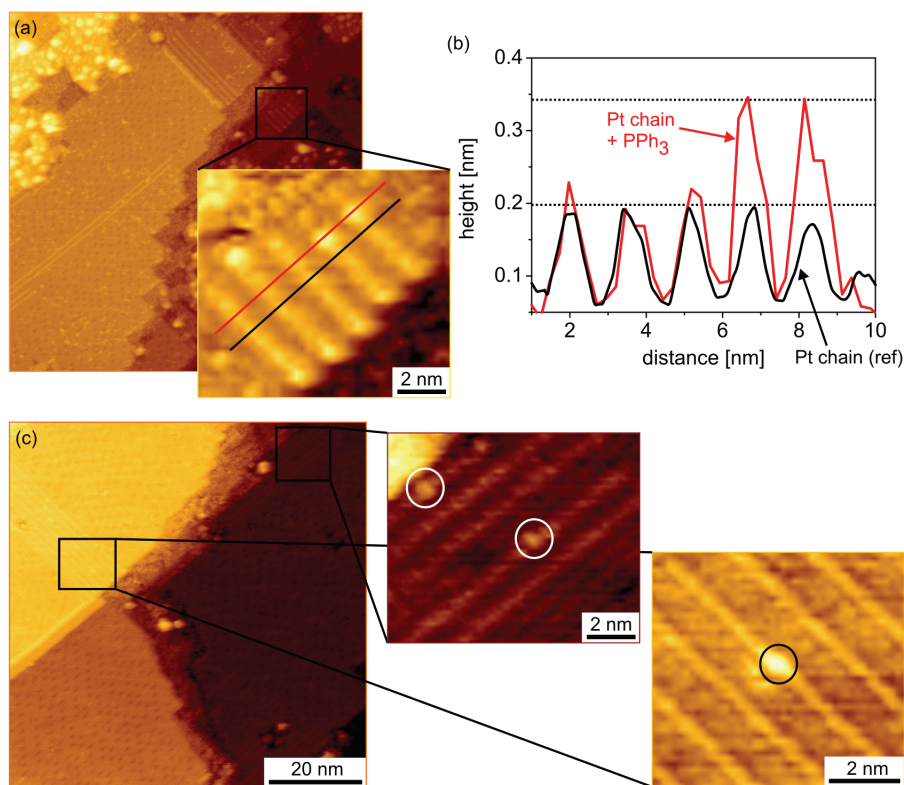 (a)
2 nm
(b)
0.4
0.3
0.2
0.1
height [nm]
Pt chain
+ PPh₃
2
4
6
8
10
distance [nm]
Pt chain (ref)
(c)
20 nm
2 nm
2 nm